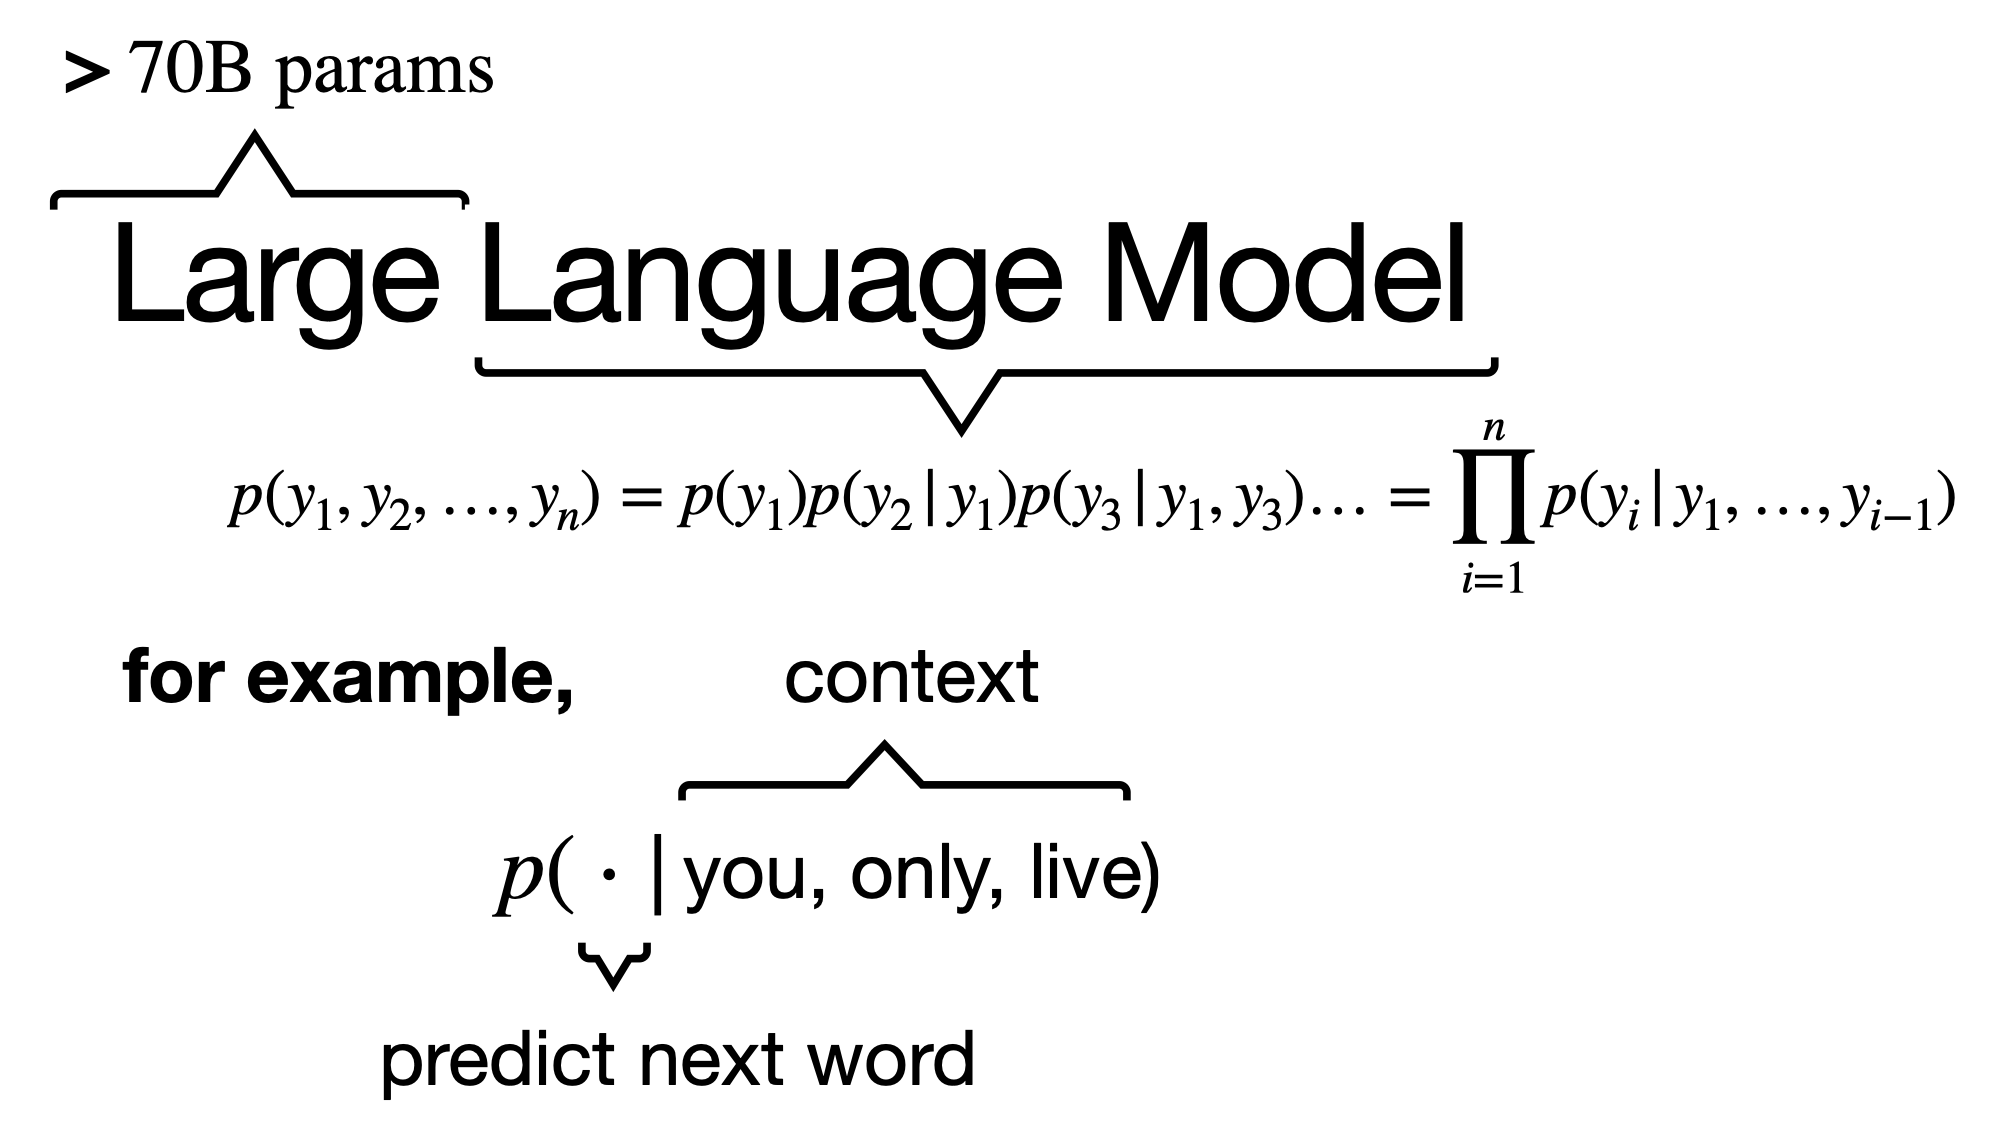 > 70B params
Large Language Model
p(y₁, y₂, …, yₙ) = p(y₁)p(y₂ | y₁)p(y₃ | y₁, y₃)… = ∏ⁿᵢ₌₁ p(yᵢ | y₁, …, yᵢ₋₁)
for example, context
p( · | you, only, live)
predict next word